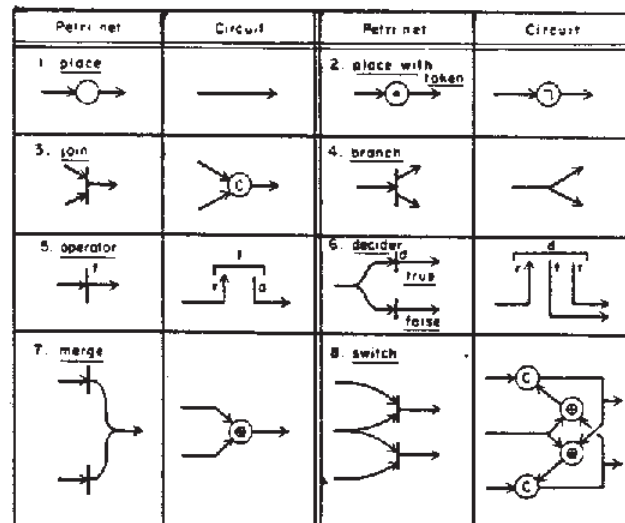 Petri net Circuit Petri net Circuit
1. place
2. place with
taken
¬
3. join
C
4. branch
5. operator
f
f
r a
6. decider
d
true
false
d
r t f
7. merge
⊕
8. switch
C
⊕
⊕
C